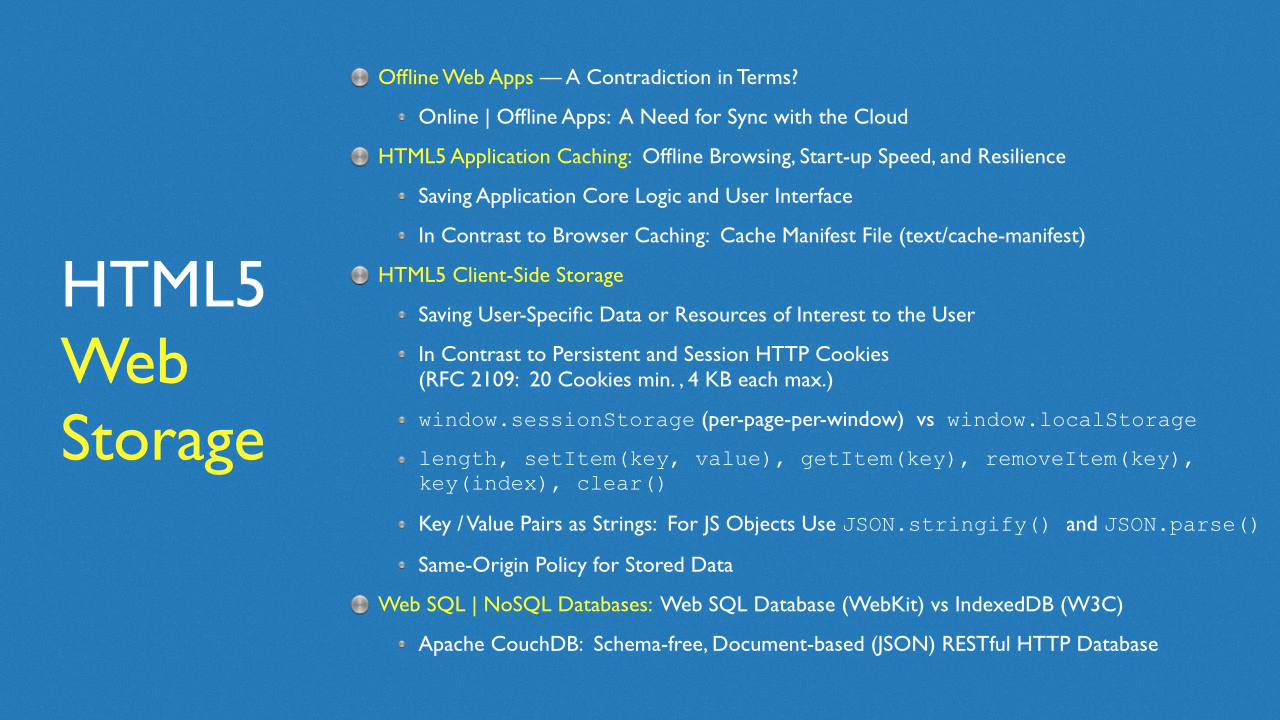 HTML5
Web
Storage
Offline Web Apps — A Contradiction in Terms?
Online | Offline Apps: A Need for Sync with the Cloud
HTML5 Application Caching: Offline Browsing, Start-up Speed, and Resilience
Saving Application Core Logic and User Interface
In Contrast to Browser Caching: Cache Manifest File (text/cache-manifest)
HTML5 Client-Side Storage
Saving User-Specific Data or Resources of Interest to the User
In Contrast to Persistent and Session HTTP Cookies
(RFC 2109: 20 Cookies min. , 4 KB each max.)
window.sessionStorage (per-page-per-window) vs window.localStorage
length, setItem(key, value), getItem(key), removeItem(key),
key(index), clear()
Key / Value Pairs as Strings: For JS Objects Use JSON.stringify() and JSON.parse()
Same-Origin Policy for Stored Data
Web SQL | NoSQL Databases: Web SQL Database (WebKit) vs IndexedDB (W3C)
Apache CouchDB: Schema-free, Document-based (JSON) RESTful HTTP Database